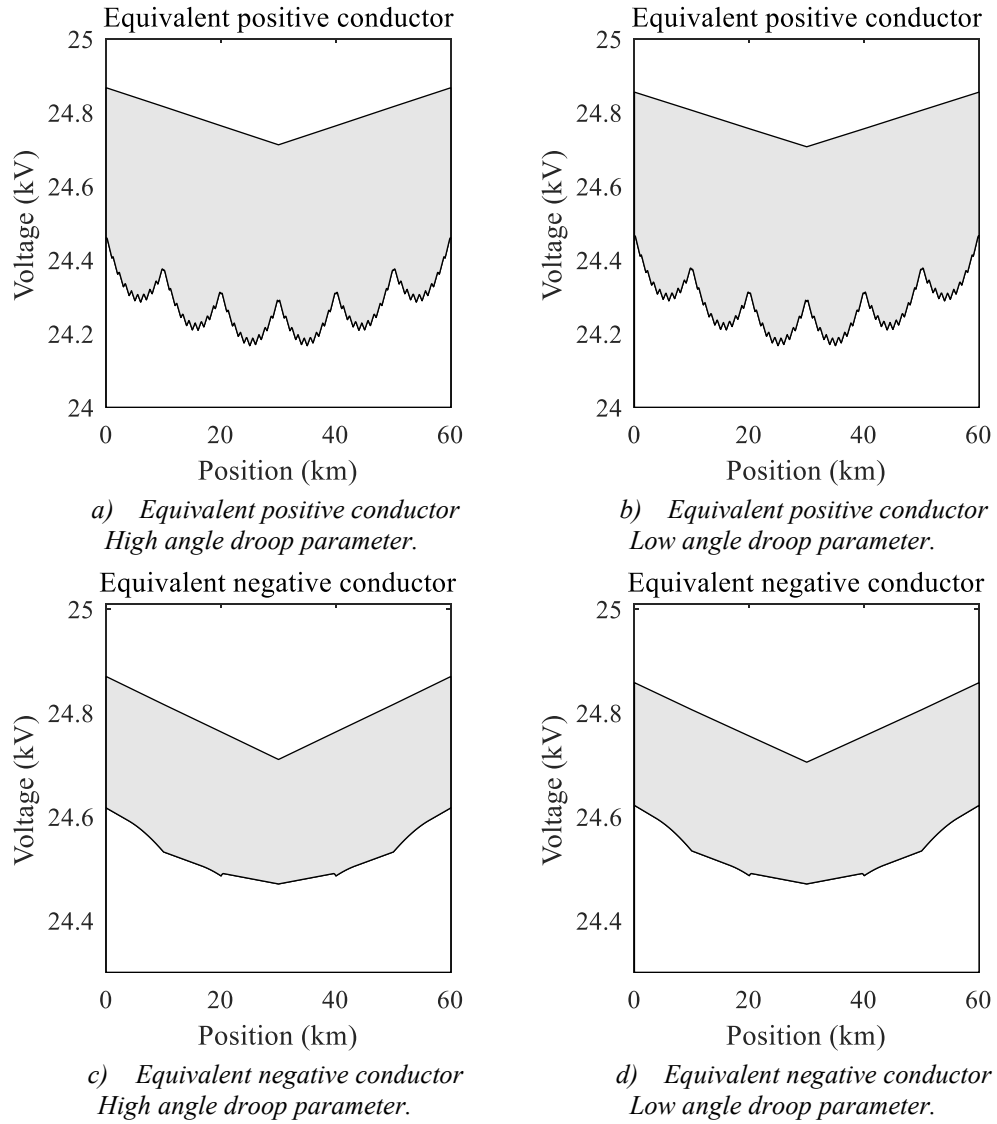 Equivalent positive conductor
25
24.8
24.6
24.4
24.2
24
Voltage (kV)
0 20 40 60
Position (km)
a) Equivalent positive conductor
High angle droop parameter.
Equivalent positive conductor
25
24.8
24.6
24.4
24.2
24
Voltage (kV)
0 20 40 60
Position (km)
b) Equivalent positive conductor
Low angle droop parameter.
Equivalent negative conductor
25
24.8
24.6
24.4
Voltage (kV)
0 20 40 60
Position (km)
c) Equivalent negative conductor
High angle droop parameter.
Equivalent negative conductor
25
24.8
24.6
24.4
Voltage (kV)
0 20 40 60
Position (km)
d) Equivalent negative conductor
Low angle droop parameter.